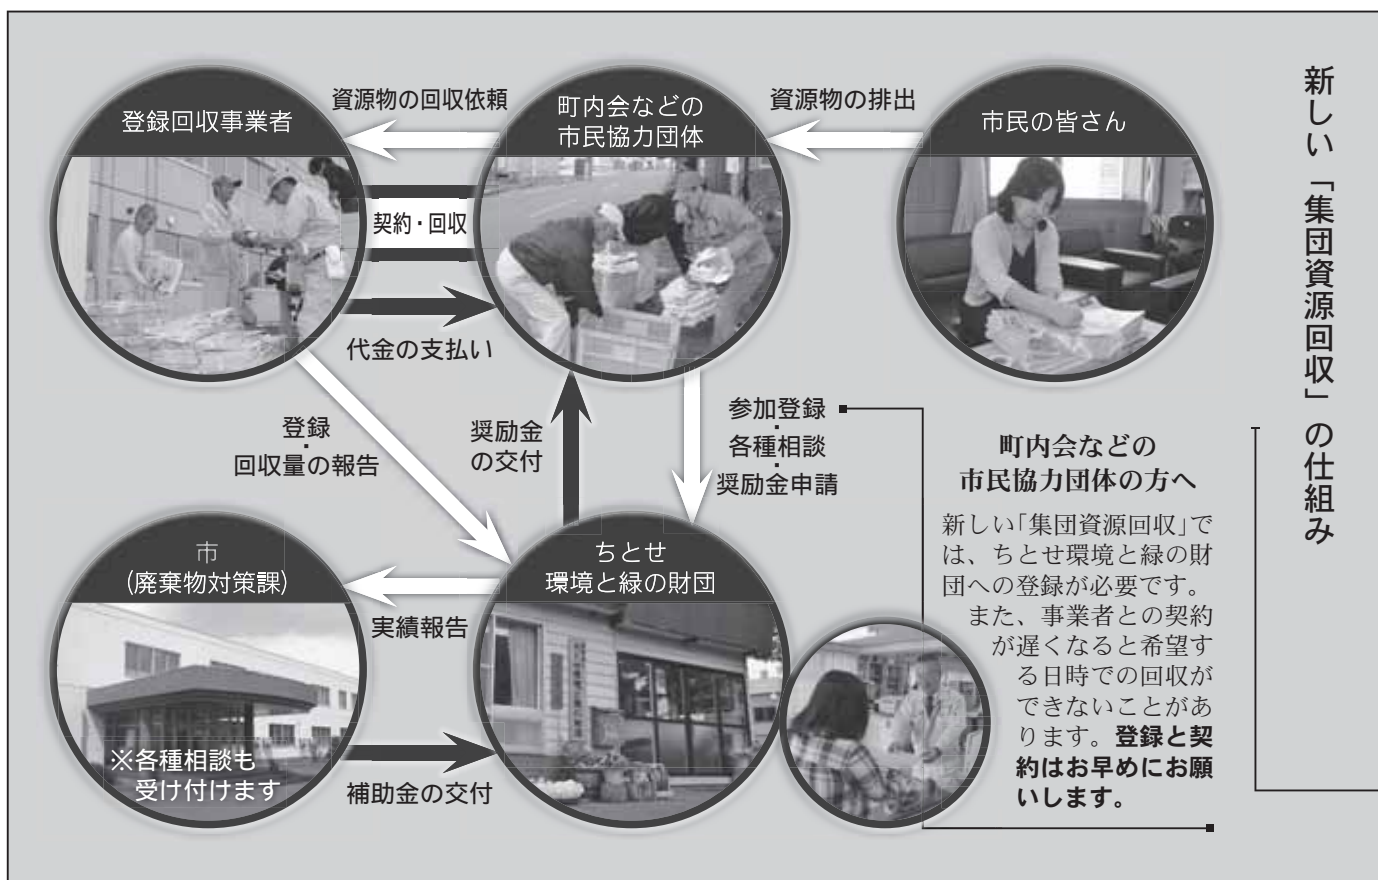 新しい「集団資源回収」の仕組み
市民の皆さん
資源物の排出
町内会などの
市民協力団体
資源物の回収依頼
登録回収事業者
契約・回収
代金の支払い
登録
・
回収量の報告
奨励金
の交付
参加登録
・
各種相談
・
奨励金申請
町内会などの
市民協力団体の方へ
新しい「集団資源回収」で
は、ちとせ環境と緑の財
団への登録が必要です。
また、事業者との契約
が遅くなると希望す
る日時での回収が
できないことがあ
ります。登録と契
約はお早めにお願
いします。
ちとせ
環境と緑の財団
市
(廃棄物対策課)
※各種相談も
受け付けます
実績報告
補助金の交付